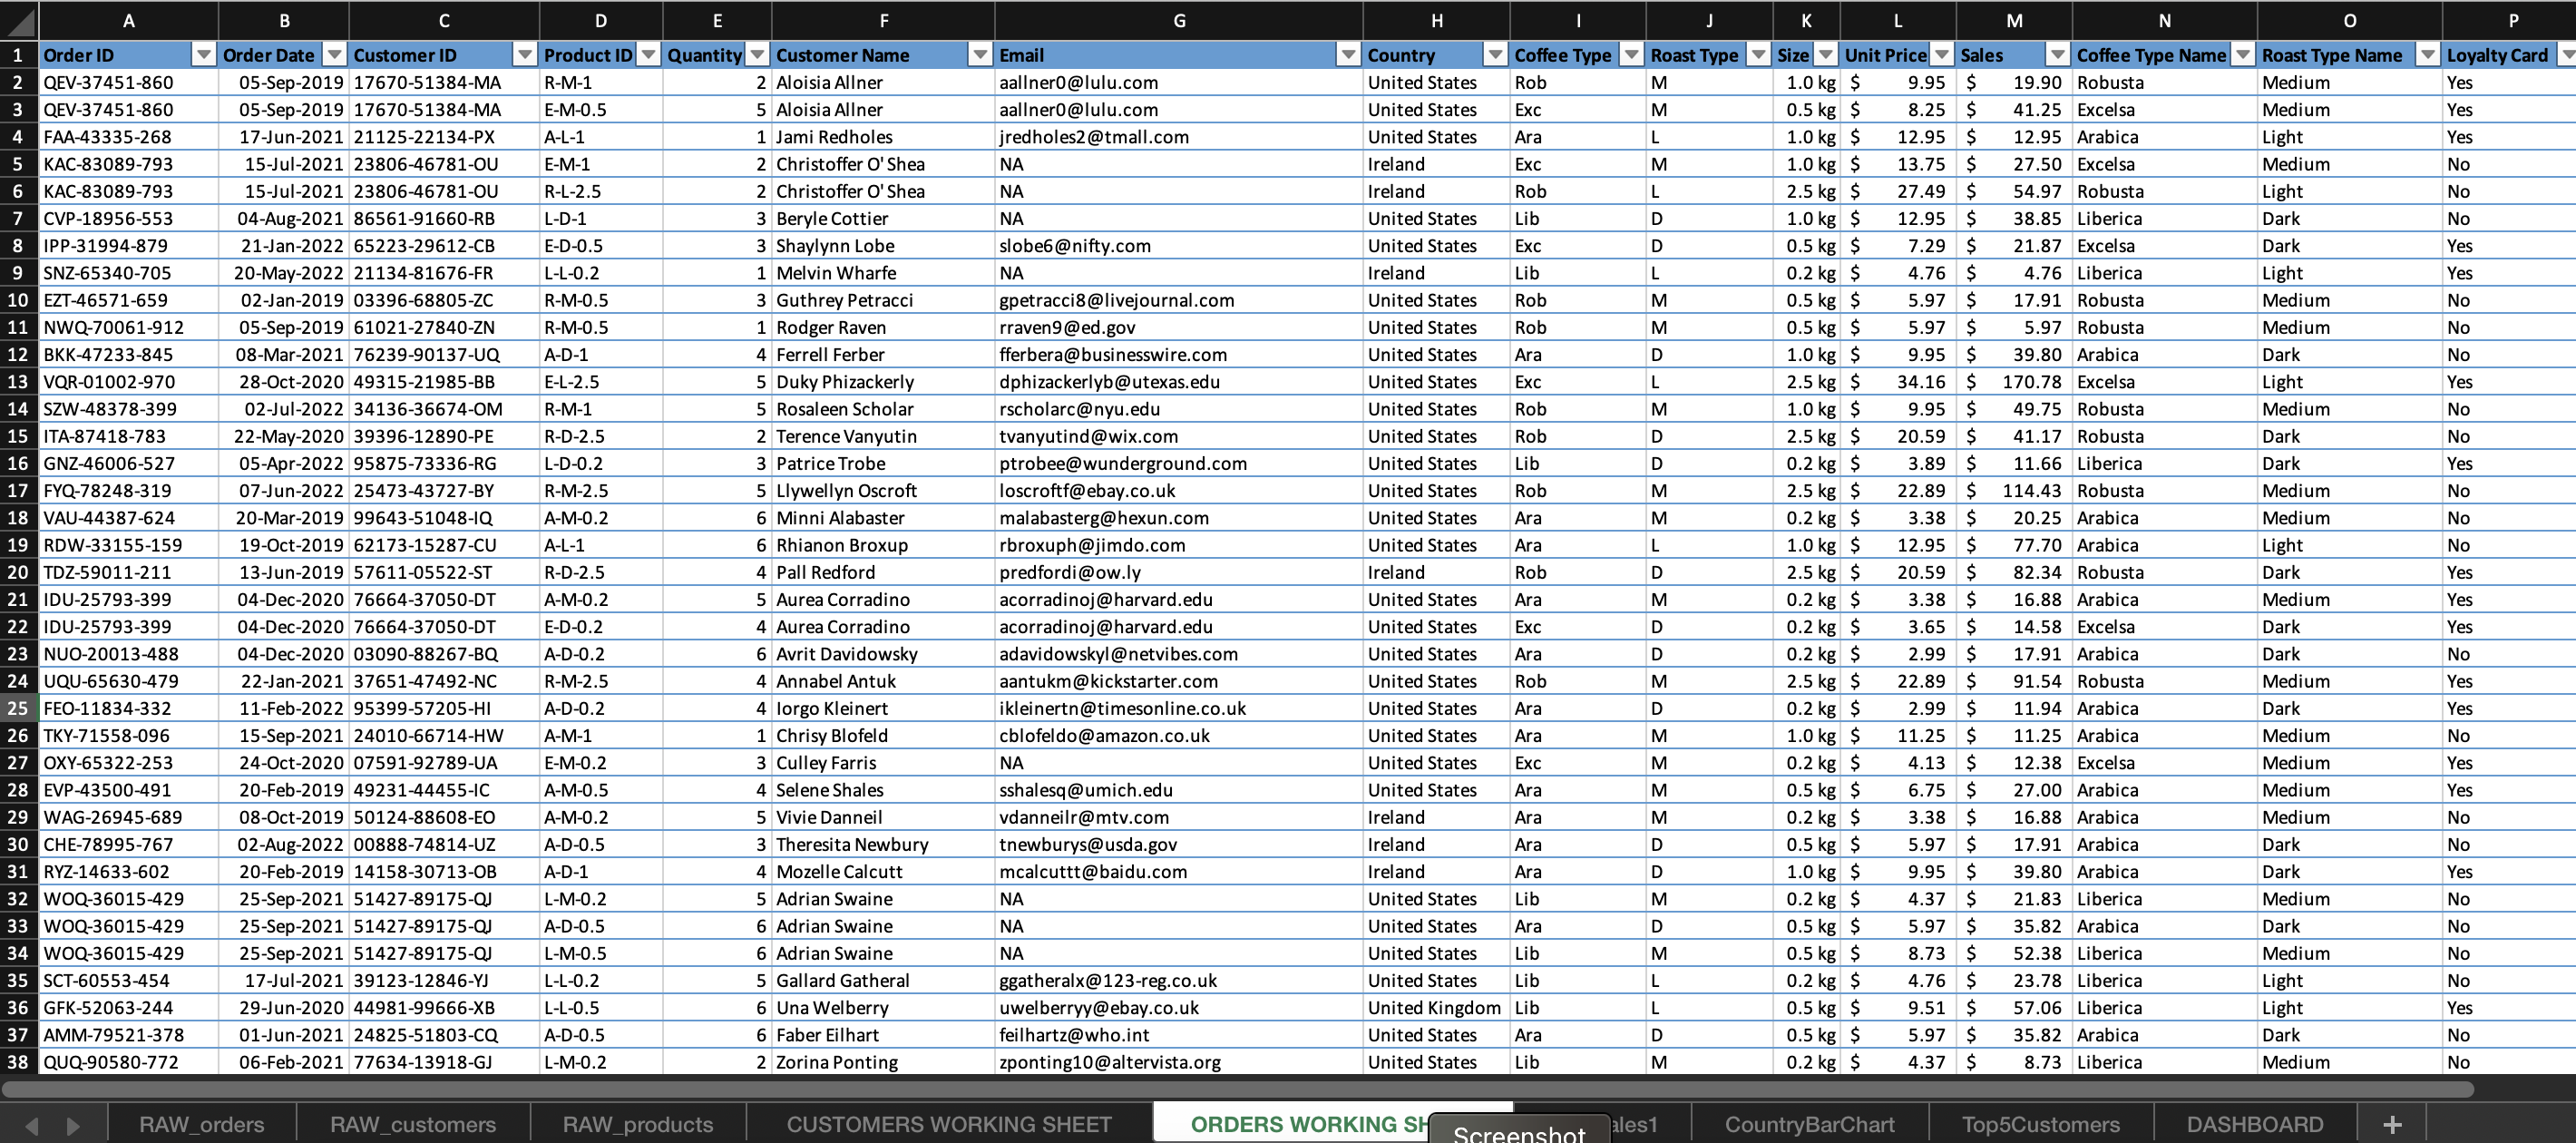 A B C D E F G H I J K L M N O P
1 Order ID Order Date Customer ID Product ID Quantity Customer Name Email Country Coffee Type Roast Type Size Unit Price Sales Coffee Type Name Roast Type Name Loyalty Card
2 QEV-37451-860 05-Sep-2019 17670-51384-MA R-M-1 2 Aloisia Allner aallner0@lulu.com United States Rob M 1.0 kg $ 9.95 $ 19.90 Robusta Medium Yes
3 QEV-37451-860 05-Sep-2019 17670-51384-MA E-M-0.5 5 Aloisia Allner aallner0@lulu.com United States Exc M 0.5 kg $ 8.25 $ 41.25 Excelsa Medium Yes
4 FAA-43335-268 17-Jun-2021 21125-22134-PX A-L-1 1 Jami Redholes jredholes2@tmall.com United States Ara L 1.0 kg $ 12.95 $ 12.95 Arabica Light Yes
5 KAC-83089-793 15-Jul-2021 23806-46781-OU E-M-1 2 Christoffer O' Shea NA Ireland Exc M 1.0 kg $ 13.75 $ 27.50 Excelsa Medium No
6 KAC-83089-793 15-Jul-2021 23806-46781-OU R-L-2.5 2 Christoffer O' Shea NA Ireland Rob L 2.5 kg $ 27.49 $ 54.97 Robusta Light No
7 CVP-18956-553 04-Aug-2021 86561-91660-RB L-D-1 3 Beryle Cottier NA United States Lib D 1.0 kg $ 12.95 $ 38.85 Liberica Dark No
8 IPP-31994-879 21-Jan-2022 65223-29612-CB E-D-0.5 3 Shaylynn Lobe slobe6@nifty.com United States Exc D 0.5 kg $ 7.29 $ 21.87 Excelsa Dark Yes
9 SNZ-65340-705 20-May-2022 21134-81676-FR L-L-0.2 1 Melvin Wharfe NA Ireland Lib L 0.2 kg $ 4.76 $ 4.76 Liberica Light Yes
10 EZT-46571-659 02-Jan-2019 03396-68805-ZC R-M-0.5 3 Guthrey Petracci gpetracci8@livejournal.com United States Rob M 0.5 kg $ 5.97 $ 17.91 Robusta Medium No
11 NWQ-70061-912 05-Sep-2019 61021-27840-ZN R-M-0.5 1 Rodger Raven rraven9@ed.gov United States Rob M 0.5 kg $ 5.97 $ 5.97 Robusta Medium No
12 BKK-47233-845 08-Mar-2021 76239-90137-UQ A-D-1 4 Ferrell Ferber fferbera@businesswire.com United States Ara D 1.0 kg $ 9.95 $ 39.80 Arabica Dark No
13 VQR-01002-970 28-Oct-2020 49315-21985-BB E-L-2.5 5 Duky Phizackerly dphizackerlyb@utexas.edu United States Exc L 2.5 kg $ 34.16 $ 170.78 Excelsa Light Yes
14 SZW-48378-399 02-Jul-2022 34136-36674-OM R-M-1 5 Rosaleen Scholar rscholarc@nyu.edu United States Rob M 1.0 kg $ 9.95 $ 49.75 Robusta Medium No
15 ITA-87418-783 22-May-2020 39396-12890-PE R-D-2.5 2 Terence Vanyutin tvanyutind@wix.com United States Rob D 2.5 kg $ 20.59 $ 41.17 Robusta Dark No
16 GNZ-46006-527 05-Apr-2022 95875-73336-RG L-D-0.2 3 Patrice Trobe ptrobee@wunderground.com United States Lib D 0.2 kg $ 3.89 $ 11.66 Liberica Dark Yes
17 FYQ-78248-319 07-Jun-2022 25473-43727-BY R-M-2.5 5 Llywellyn Oscroft loscroftf@ebay.co.uk United States Rob M 2.5 kg $ 22.89 $ 114.43 Robusta Medium No
18 VAU-44387-624 20-Mar-2019 99643-51048-IQ A-M-0.2 6 Minni Alabaster malabasterg@hexun.com United States Ara M 0.2 kg $ 3.38 $ 20.25 Arabica Medium No
19 RDW-33155-159 19-Oct-2019 62173-15287-CU A-L-1 6 Rhianon Broxup rbroxuph@jimdo.com United States Ara L 1.0 kg $ 12.95 $ 77.70 Arabica Light No
20 TDZ-59011-211 13-Jun-2019 57611-05522-ST R-D-2.5 4 Pall Redford predfordi@ow.ly Ireland Rob D 2.5 kg $ 20.59 $ 82.34 Robusta Dark Yes
21 IDU-25793-399 04-Dec-2020 76664-37050-DT A-M-0.2 5 Aurea Corradino acorradinoj@harvard.edu United States Ara M 0.2 kg $ 3.38 $ 16.88 Arabica Medium Yes
22 IDU-25793-399 04-Dec-2020 76664-37050-DT E-D-0.2 4 Aurea Corradino acorradinoj@harvard.edu United States Exc D 0.2 kg $ 3.65 $ 14.58 Excelsa Dark Yes
23 NUO-20013-488 04-Dec-2020 03090-88267-BQ A-D-0.2 6 Avrit Davidowsky adavidowskyl@netvibes.com United States Ara D 0.2 kg $ 2.99 $ 17.91 Arabica Dark No
24 UQU-65630-479 22-Jan-2021 37651-47492-NC R-M-2.5 4 Annabel Antuk aantukm@kickstarter.com United States Rob M 2.5 kg $ 22.89 $ 91.54 Robusta Medium Yes
25 FEO-11834-332 11-Feb-2022 95399-57205-HI A-D-0.2 4 Iorgo Kleinert ikleinertn@timesonline.co.uk United States Ara D 0.2 kg $ 2.99 $ 11.94 Arabica Dark Yes
26 TKY-71558-096 15-Sep-2021 24010-66714-HW A-M-1 1 Chrisy Blofeld cblofeldo@amazon.co.uk United States Ara M 1.0 kg $ 11.25 $ 11.25 Arabica Medium No
27 OXY-65322-253 24-Oct-2020 07591-92789-UA E-M-0.2 3 Culley Farris NA United States Exc M 0.2 kg $ 4.13 $ 12.38 Excelsa Medium Yes
28 EVP-43500-491 20-Feb-2019 49231-44455-IC A-M-0.5 4 Selene Shales sshalesq@umich.edu United States Ara M 0.5 kg $ 6.75 $ 27.00 Arabica Medium Yes
29 WAG-26945-689 08-Oct-2019 50124-88608-EO A-M-0.2 5 Vivie Danneil vdanneilr@mtv.com Ireland Ara M 0.2 kg $ 3.38 $ 16.88 Arabica Medium No
30 CHE-78995-767 02-Aug-2022 00888-74814-UZ A-D-0.5 3 Theresita Newbury tnewburys@usda.gov Ireland Ara D 0.5 kg $ 5.97 $ 17.91 Arabica Dark No
31 RYZ-14633-602 20-Feb-2019 14158-30713-OB A-D-1 4 Mozelle Calcutt mcalcuttt@baidu.com Ireland Ara D 1.0 kg $ 9.95 $ 39.80 Arabica Dark Yes
32 WOQ-36015-429 25-Sep-2021 51427-89175-QJ L-M-0.2 5 Adrian Swaine NA United States Lib M 0.2 kg $ 4.37 $ 21.83 Liberica Medium No
33 WOQ-36015-429 25-Sep-2021 51427-89175-QJ A-D-0.5 6 Adrian Swaine NA United States Ara D 0.5 kg $ 5.97 $ 35.82 Arabica Dark No
34 WOQ-36015-429 25-Sep-2021 51427-89175-QJ L-M-0.5 6 Adrian Swaine NA United States Lib M 0.5 kg $ 8.73 $ 52.38 Liberica Medium No
35 SCT-60553-454 17-Jul-2021 39123-12846-YJ L-L-0.2 5 Gallard Gatheral ggatheralx@123-reg.co.uk United States Lib L 0.2 kg $ 4.76 $ 23.78 Liberica Light No
36 GFK-52063-244 29-Jun-2020 44981-99666-XB L-L-0.5 6 Una Welberry uwelberryy@ebay.co.uk United Kingdom Lib L 0.5 kg $ 9.51 $ 57.06 Liberica Light Yes
37 AMM-79521-378 01-Jun-2021 24825-51803-CQ A-D-0.5 6 Faber Eilhart feilhartz@who.int United States Ara D 0.5 kg $ 5.97 $ 35.82 Arabica Dark No
38 QUQ-90580-772 06-Feb-2021 77634-13918-GJ L-M-0.2 2 Zorina Ponting zponting10@altervista.org United States Lib M 0.2 kg $ 4.37 $ 8.73 Liberica Medium No
RAW_orders RAW_customers RAW_products CUSTOMERS WORKING SHEET ORDERS WORKING SH ales1 CountryBarChart Top5Customers DASHBOARD +
Screenshot